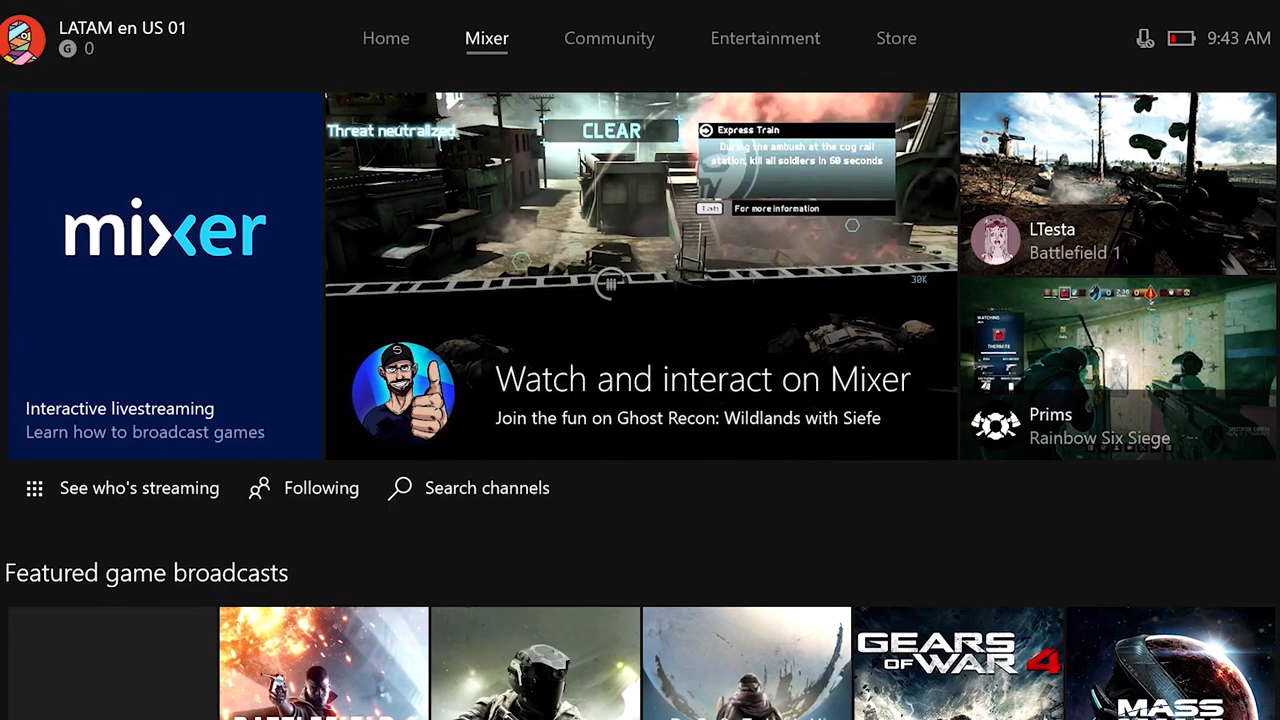 LATAM en US 01
G 0
Home
Mixer
Community
Entertainment
Store
9:43 AM
mixer
Interactive livestreaming
Learn how to broadcast games
Threat neutralized
CLEAR
Express Train
During the ambush at the cog rail
station, kill all soldiers in 60 seconds
Tab
For more information
30K
S
Watch and interact on Mixer
Join the fun on Ghost Recon: Wildlands with Siefe
LTesta
Battlefield 1
WATCHING
THERMITE
Prims
Rainbow Six Siege
See who's streaming
Following
Search channels
Featured game broadcasts
GEARS
OF WAR 4
MASS